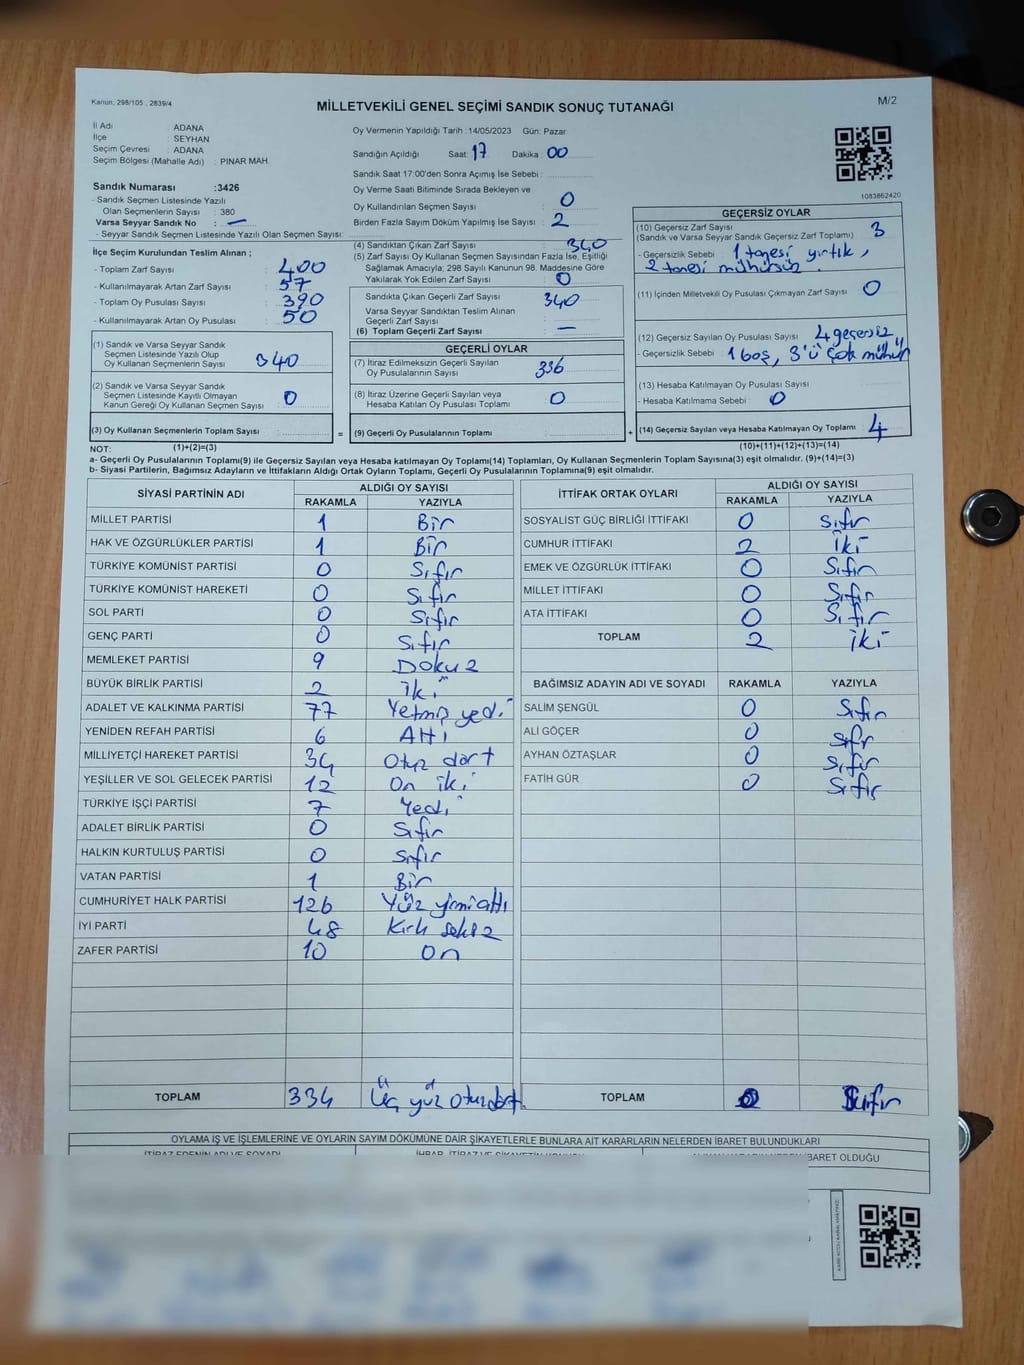 Kanun: 298/105, 2839/4
MİLLETVEKİLİ GENEL SEÇİMİ SANDIK SONUÇ TUTANAĞI
M/2
İl Adı : ADANA
İlçe : SEYHAN
Seçim Çevresi : ADANA
Seçim Bölgesi (Mahalle Adı) : PINAR MAH.
Sandık Numarası :3426
- Sandık Seçmen Listesinde Yazılı
Olan Seçmenlerin Sayısı : 380
Varsa Seyyar Sandık No : —
- Seyyar Sandık Seçmen Listesinde Yazılı Olan Seçmen Sayısı:
Oy Vermenin Yapıldığı Tarih :14/05/2023 Gün: Pazar
Sandığın Açıldığı Saat: 17 Dakika : 00
Sandık Saat 17:00'den Sonra Açımış İse Sebebi :
Oy Verme Saati Bitiminde Sırada Bekleyen ve
Oy Kullandırılan Seçmen Sayısı : 0
Birden Fazla Sayım Döküm Yapılmış İse Sayısı : 2
1083862420
İlçe Seçim Kurulundan Teslim Alınan ;
- Toplam Zarf Sayısı : 400
- Kullanılmayarak Artan Zarf Sayısı : 57
- Toplam Oy Pusulası Sayısı : 390
- Kullanılmayarak Artan Oy Pusulası : 50
(1) Sandık ve Varsa Seyyar Sandık
Seçmen Listesinde Yazılı Olup
Oy Kullanan Seçmenlerin Sayısı : 340
(2) Sandık ve Varsa Seyyar Sandık
Seçmen Listesinde Kayıtlı Olmayan
Kanun Gereği Oy Kullanan Seçmen Sayısı : 0
(3) Oy Kullanan Seçmenlerin Toplam Sayısı :
(4) Sandıktan Çıkan Zarf Sayısı : 340
(5) Zarf Sayısı Oy Kullanan Seçmen Sayısından Fazla İse, Eşitliği
Sağlamak Amacıyla; 298 Sayılı Kanunun 98. Maddesine Göre
Yakılarak Yok Edilen Zarf Sayısı : 0
Sandıkta Çıkan Geçerli Zarf Sayısı : 340
Varsa Seyyar Sandıktan Teslim Alınan
Geçerli Zarf Sayısı :
(6) Toplam Geçerli Zarf Sayısı : —
GEÇERLİ OYLAR
(7) İtiraz Edilmeksizin Geçerli Sayılan
Oy Pusulalarının Sayısı : 336
(8) İtiraz Üzerine Geçerli Sayılan veya
Hesaba Katılan Oy Pusulası Toplamı : 0
= (9) Geçerli Oy Pusulalarının Toplamı :
GEÇERSİZ OYLAR
(10) Geçersiz Zarf Sayısı : 3
(Sandık ve Varsa Seyyar Sandık Geçersiz Zarf Toplamı)
- Geçersizlik Sebebi : 1 tanesi yırtık,
2 tanesi mühürsüz.
(11) İçinden Milletvekili Oy Pusulası Çıkmayan Zarf Sayısı : 0
(12) Geçersiz Sayılan Oy Pusulası Sayısı : 4 geçersiz
- Geçersizlik Sebebi : 1 boş, 3'ü çok mühür
(13) Hesaba Katılmayan Oy Pusulası Sayısı :
- Hesaba Katılmama Sebebi : 0
+ (14) Geçersiz Sayılan veya Hesaba Katılmayan Oy Toplamı : 4
NOT: (1)+(2)=(3)
(10)+(11)+(12)+(13)=(14)
a- Geçerli Oy Pusulalarının Toplamı(9) ile Geçersiz Sayılan veya Hesaba katılmayan Oy Toplamı(14) Toplamları, Oy Kullanan Seçmenlerin Toplam Sayısına(3) eşit olmalıdır. (9)+(14)=(3)
b- Siyasi Partilerin, Bağımsız Adayların ve İttifakların Aldığı Ortak Oyların Toplamı, Geçerli Oy Pusulalarının Toplamına(9) eşit olmalıdır.
SİYASİ PARTİNİN ADI ALDIĞI OY SAYISI
RAKAMLA YAZIYLA
MİLLET PARTİSİ 1 Bir
HAK VE ÖZGÜRLÜKLER PARTİSİ 1 Bir
TÜRKİYE KOMÜNİST PARTİSİ 0 Sıfır
TÜRKİYE KOMÜNİST HAREKETİ 0 Sıfır
SOL PARTİ 0 Sıfır
GENÇ PARTİ 0 Sıfır
MEMLEKET PARTİSİ 9 Dokuz
BÜYÜK BİRLİK PARTİSİ 2 İki
ADALET VE KALKINMA PARTİSİ 77 Yetmiş yedi
YENİDEN REFAH PARTİSİ 6 Altı
MİLLİYETÇİ HAREKET PARTİSİ 34 Otuz dört
YEŞİLLER VE SOL GELECEK PARTİSİ 12 On iki
TÜRKİYE İŞÇİ PARTİSİ 7 Yedi
ADALET BİRLİK PARTİSİ 0 Sıfır
HALKIN KURTULUŞ PARTİSİ 0 Sıfır
VATAN PARTİSİ 1 Bir
CUMHURİYET HALK PARTİSİ 126 Yüz yirmi altı
İYİ PARTİ 48 Kırk sekiz
ZAFER PARTİSİ 10 On
TOPLAM 334 Üç yüz otuz dört
İTTİFAK ORTAK OYLARI ALDIĞI OY SAYISI
RAKAMLA YAZIYLA
SOSYALİST GÜÇ BİRLİĞİ İTTİFAKI 0 Sıfır
CUMHUR İTTİFAKI 2 İki
EMEK VE ÖZGÜRLÜK İTTİFAKI 0 Sıfır
MİLLET İTTİFAKI 0 Sıfır
ATA İTTİFAKI 0 Sıfır
TOPLAM 2 İki
BAĞIMSIZ ADAYIN ADI VE SOYADI RAKAMLA YAZIYLA
SALİM ŞENGÜL 0 Sıfır
ALİ GÖÇER 0 Sıfır
AYHAN ÖZTAŞLAR 0 Sıfır
FATİH GÜR 0 Sıfır
TOPLAM 0 Sıfır
OYLAMA İŞ VE İŞLEMLERİNE VE OYLARIN SAYIM DÖKÜMÜNE DAİR ŞİKAYETLERLE BUNLARA AİT KARARLARIN NELERDEN İBARET BULUNDUKLARI
İTİRAZ EDENİN ADI VE SOYADI
BARET OLDUĞU